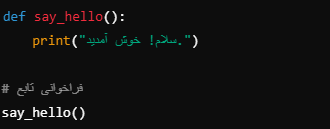 def say_hello():
    print("سلام! خوش آمدید.")

# فراخوانی تابع
say_hello()